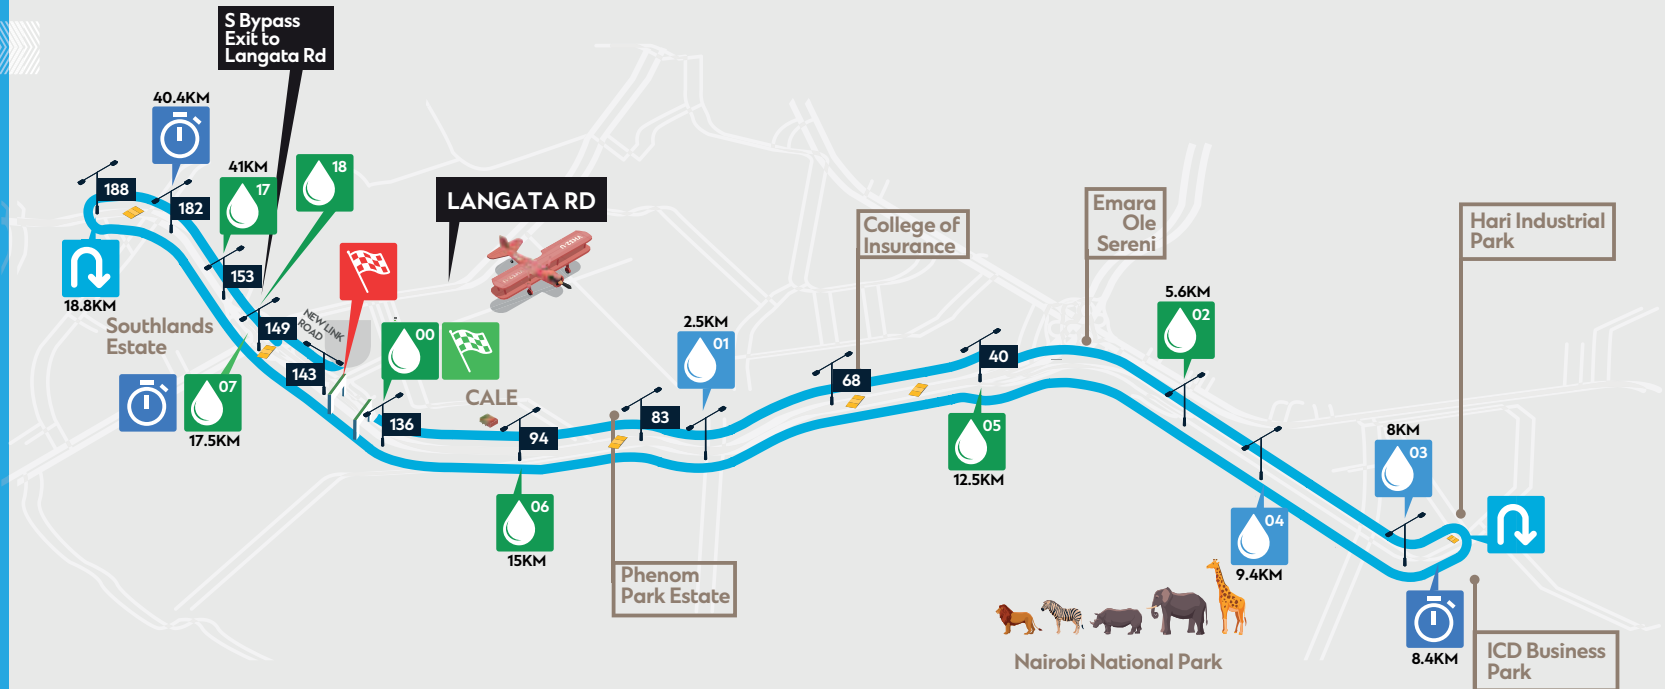 S Bypass
Exit to
Langata Rd
40.4KM
41KM
17
18
188
182
LANGATA RD
153
18.8KM
Southlands
Estate
149
NEW LINK
ROAD
143
00
07
17.5KM
136
CALE
94
83
2.5KM
01
06
15KM
Phenom
Park Estate
College of
Insurance
68
40
05
12.5KM
Emara
Ole
Sereni
5.6KM
02
Hari Industrial
Park
8KM
03
04
9.4KM
8.4KM
Nairobi National Park
ICD Business
Park